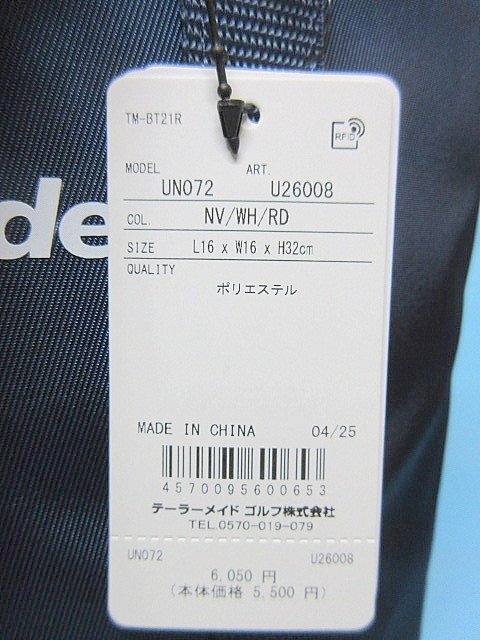 TM-BT21R
RFID
MODEL ART.
UN072 U26008
COL. NV/WH/RD
SIZE L16 x W16 x H32cm
QUALITY
ポリエステル
de
MADE IN CHINA 04/25
4570095600653
テーラーメイド ゴルフ株式会社
TEL.0570-019-079
UN072 U26008
6,050 円
(本体価格 5,500 円)